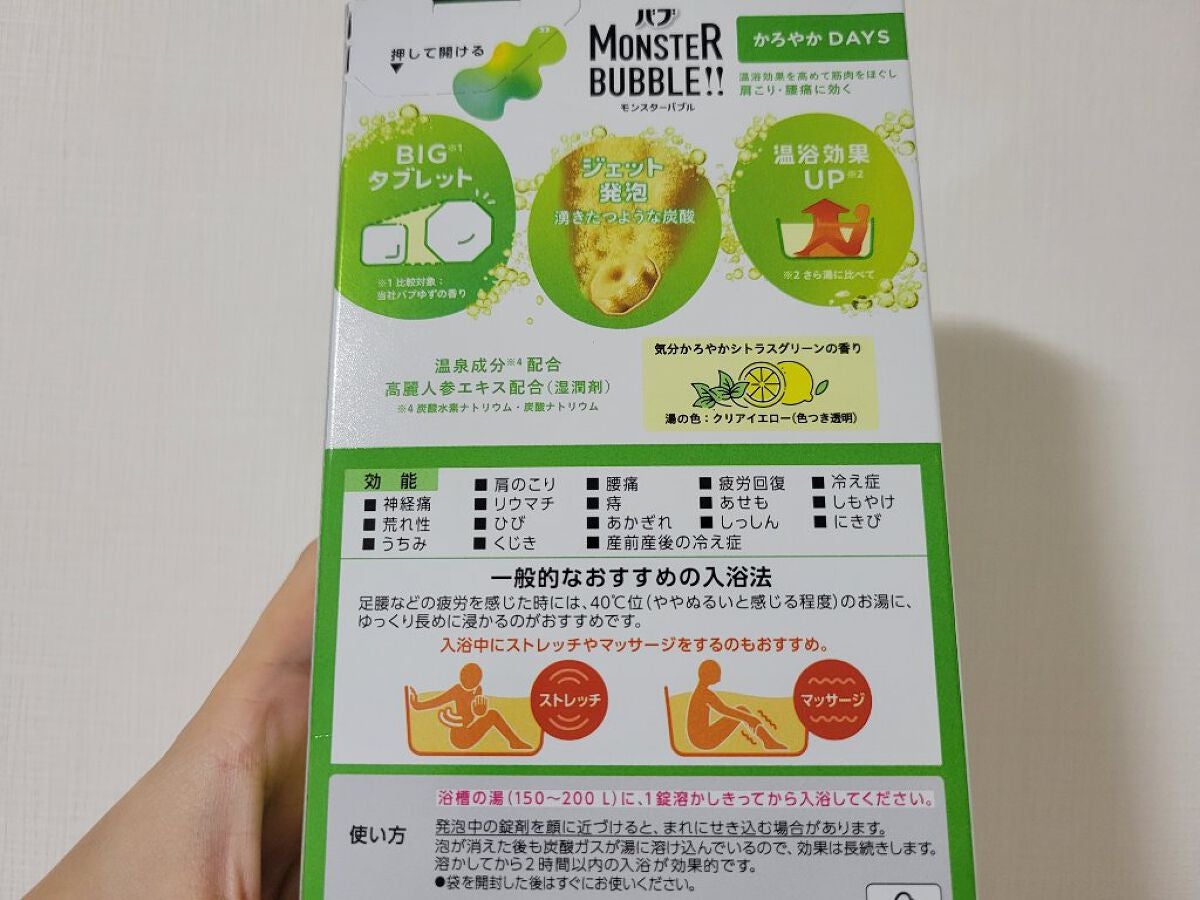 押して開ける
バブ
MONSTER
BUBBLE!!
モンスターバブル
かろやか DAYS
温浴効果を高めて筋肉をほぐし
肩こり・腰痛に効く
BIG※1
タブレット
※1 比較対象：
当社バブゆずの香り
ジェット
発泡
湧きたつような炭酸
温浴効果
UP※2
※2 さら湯に比べて
温泉成分※4 配合
高麗人参エキス配合（湿潤剤）
※4 炭酸水素ナトリウム・炭酸ナトリウム
気分かろやかシトラスグリーンの香り
湯の色：クリアイエロー（色つき透明）
効 能 ■ 肩のこり ■ 腰痛 ■ 疲労回復 ■ 冷え症
■ 神経痛 ■ リウマチ ■ 痔 ■ あせも ■ しもやけ
■ 荒れ性 ■ ひび ■ あかぎれ ■ しっしん ■ にきび
■ うちみ ■ くじき ■ 産前産後の冷え症
一般的なおすすめの入浴法
足腰などの疲労を感じた時には、40℃位（ややぬるいと感じる程度）のお湯に、
ゆっくり長めに浸かるのがおすすめです。
入浴中にストレッチやマッサージをするのもおすすめ。
ストレッチ
マッサージ
使い方
浴槽の湯（150～200 L）に、1錠溶かしきってから入浴してください。
発泡中の錠剤を顔に近づけると、まれにせき込む場合があります。
泡が消えた後も炭酸ガスが湯に溶け込んでいるので、効果は長続きします。
溶かしてから2時間以内の入浴が効果的です。
●袋を開封した後はすぐにお使いください。